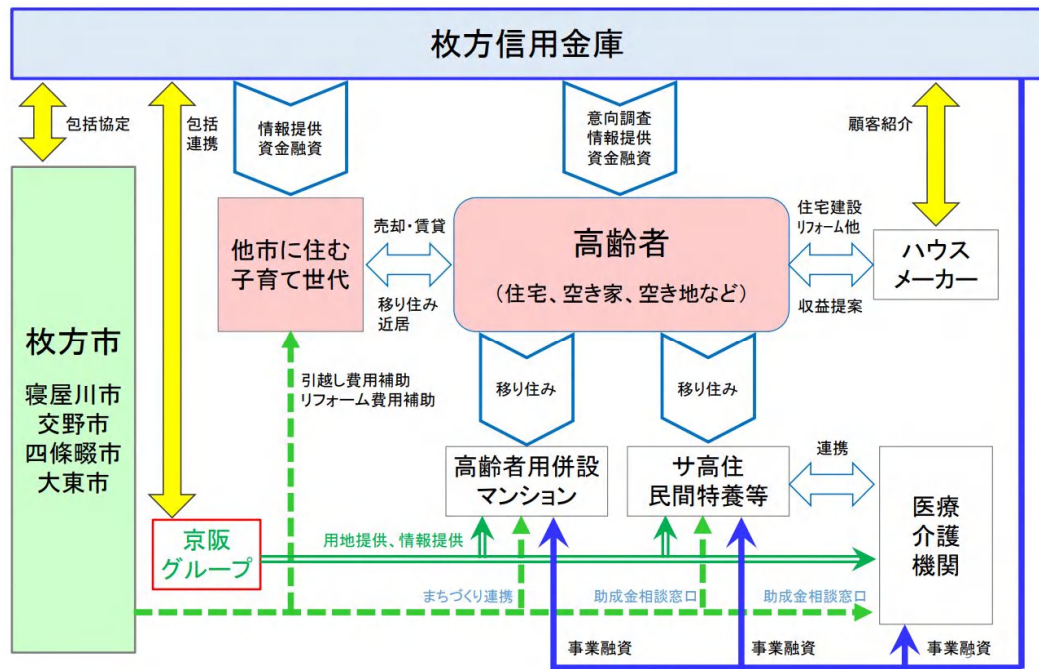 枚方信用金庫
包括協定
包括
連携
情報提供
資金融資
意向調査
情報提供
資金融資
顧客紹介
他市に住む
子育て世代
売却・賃貸
移り住み
近居
高齢者
（住宅、空き家、空き地など）
住宅建設
リフォーム他
収益提案
ハウス
メーカー
枚方市
寝屋川市
交野市
四條畷市
大東市
引越し費用補助
リフォーム費用補助
移り住み
移り住み
高齢者用併設
マンション
サ高住
民間特養等
連携
医療
介護
機関
京阪
グループ
用地提供、情報提供
まちづくり連携
助成金相談窓口
助成金相談窓口
事業融資
事業融資
事業融資